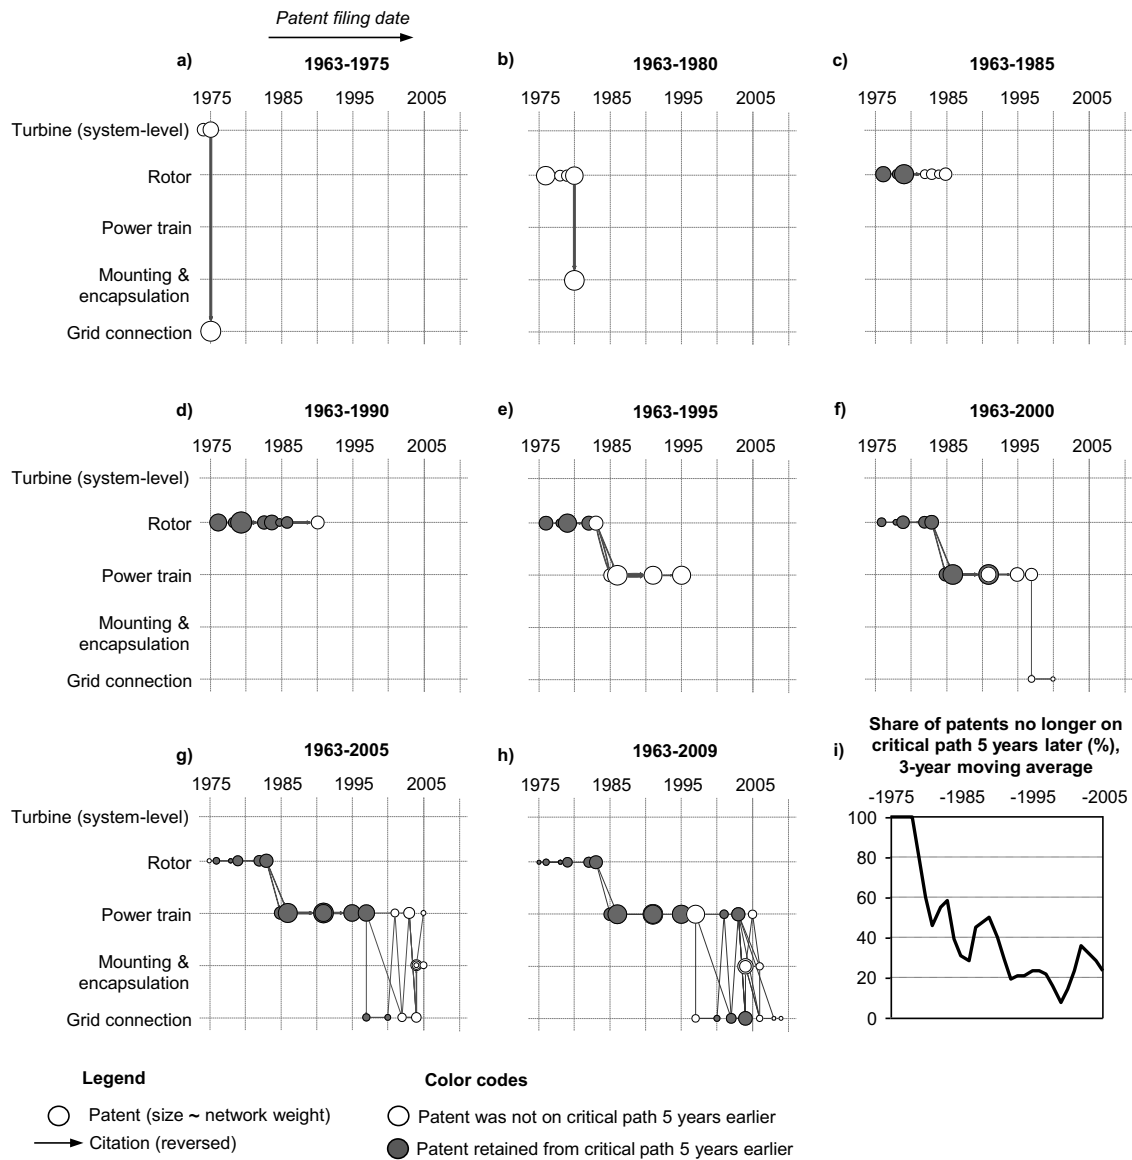 Patent filing date
a)
1963-1975
1975 1985 1995 2005
Turbine (system-level)
Rotor
Power train
Mounting &
encapsulation
Grid connection
b)
1963-1980
1975 1985 1995 2005
c)
1963-1985
1975 1985 1995 2005
d)
1963-1990
1975 1985 1995 2005
Turbine (system-level)
Rotor
Power train
Mounting &
encapsulation
Grid connection
e)
1963-1995
1975 1985 1995 2005
f)
1963-2000
1975 1985 1995 2005
g)
1963-2005
1975 1985 1995 2005
Turbine (system-level)
Rotor
Power train
Mounting &
encapsulation
Grid connection
h)
1963-2009
1975 1985 1995 2005
i)
Share of patents no longer on
critical path 5 years later (%),
3-year moving average
-1975 -1985 -1995 -2005
100
80
60
40
20
0
Legend
Patent (size ~ network weight)
Citation (reversed)
Color codes
Patent was not on critical path 5 years earlier
Patent retained from critical path 5 years earlier